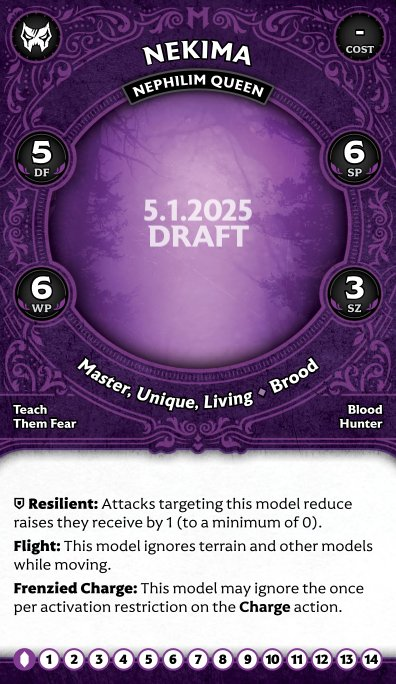 -
COST
NEKIMA
NEPHILIM QUEEN
5
DF
6
SP
5.1.2025
DRAFT
6
WP
3
SZ
Master, Unique, Living ♦ Brood
Teach
Them Fear
Blood
Hunter
Resilient: Attacks targeting this model reduce
raises they receive by 1 (to a minimum of 0).
Flight: This model ignores terrain and other models
while moving.
Frenzied Charge: This model may ignore the once
per activation restriction on the Charge action.
1 2 3 4 5 6 7 8 9 10 11 12 13 14